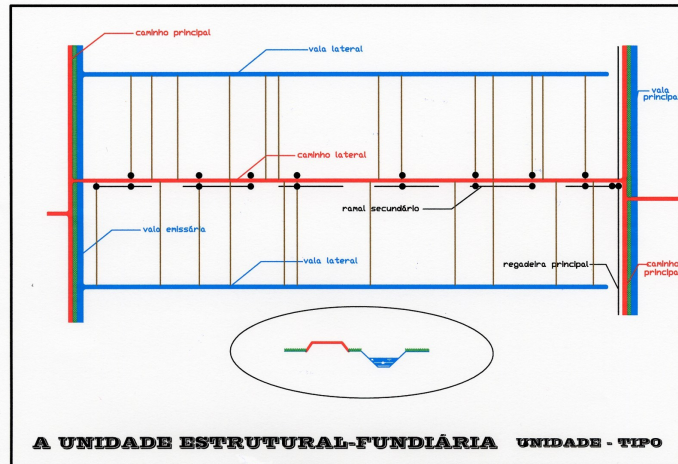 caminho principal
vala lateral
vala
principal
caminho lateral
ramal secundário
vala emissária
vala lateral
regadeira principal
caminho
principal
A UNIDADE ESTRUTURAL-FUNDIÁRIA UNIDADE - TIPO